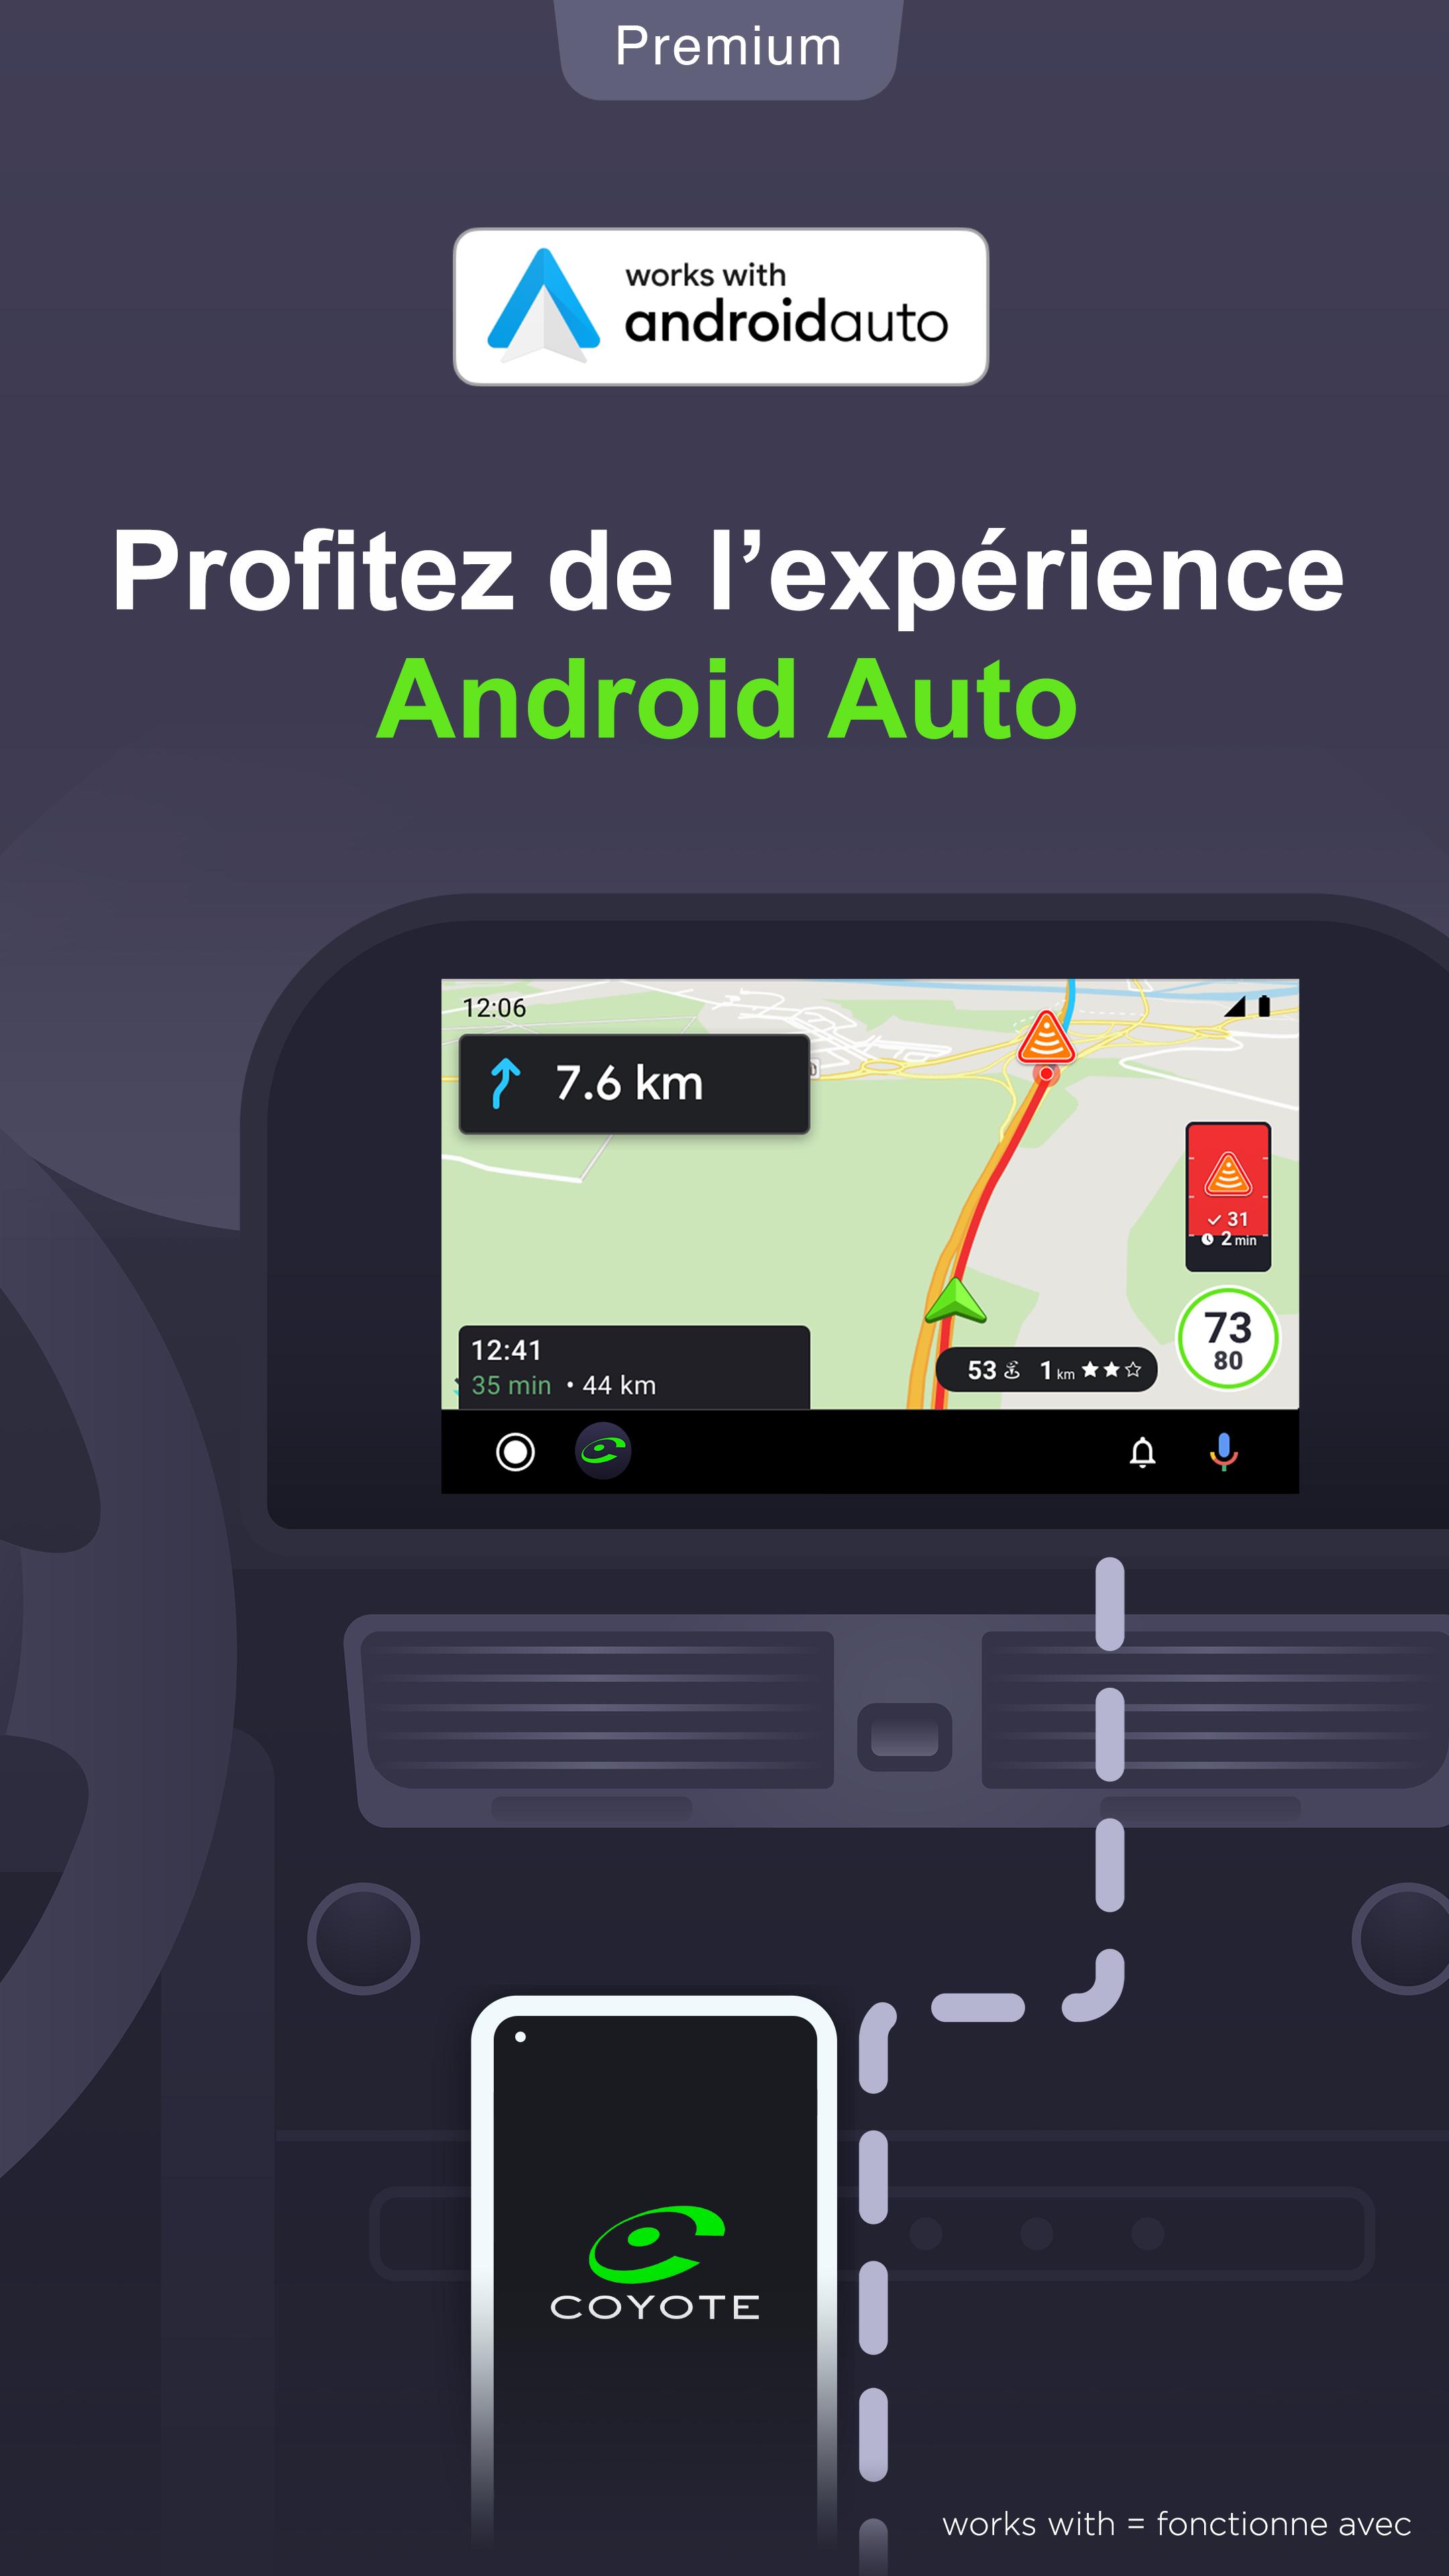 Premium
works with
androidauto
Profitez de l’expérience
Android Auto
12:06
7.6 km
31
2 min
73
80
12:41
35 min • 44 km
53 1 km
COYOTE
works with = fonctionne avec